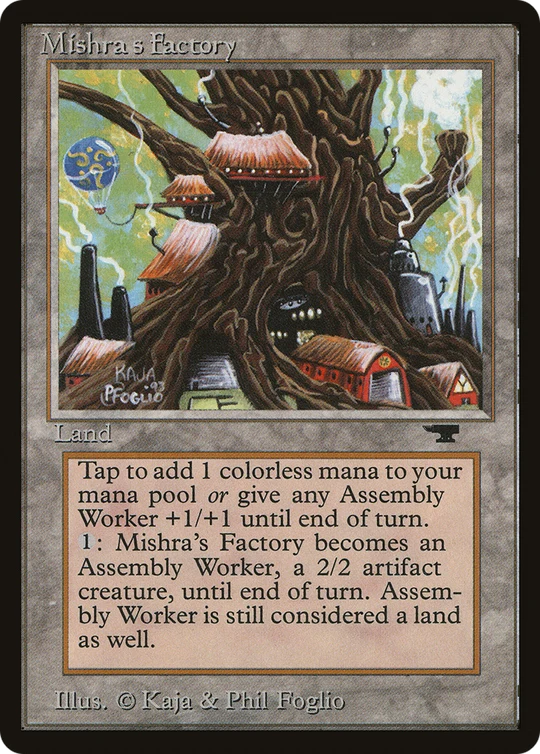 Mishra's Factory
KAJA
'93
PFOGLIO
Land
Tap to add 1 colorless mana to your
mana pool or give any Assembly
Worker +1/+1 until end of turn.
1: Mishra's Factory becomes an
Assembly Worker, a 2/2 artifact
creature, until end of turn. Assem-
bly Worker is still considered a land
as well.
Illus. © Kaja & Phil Foglio